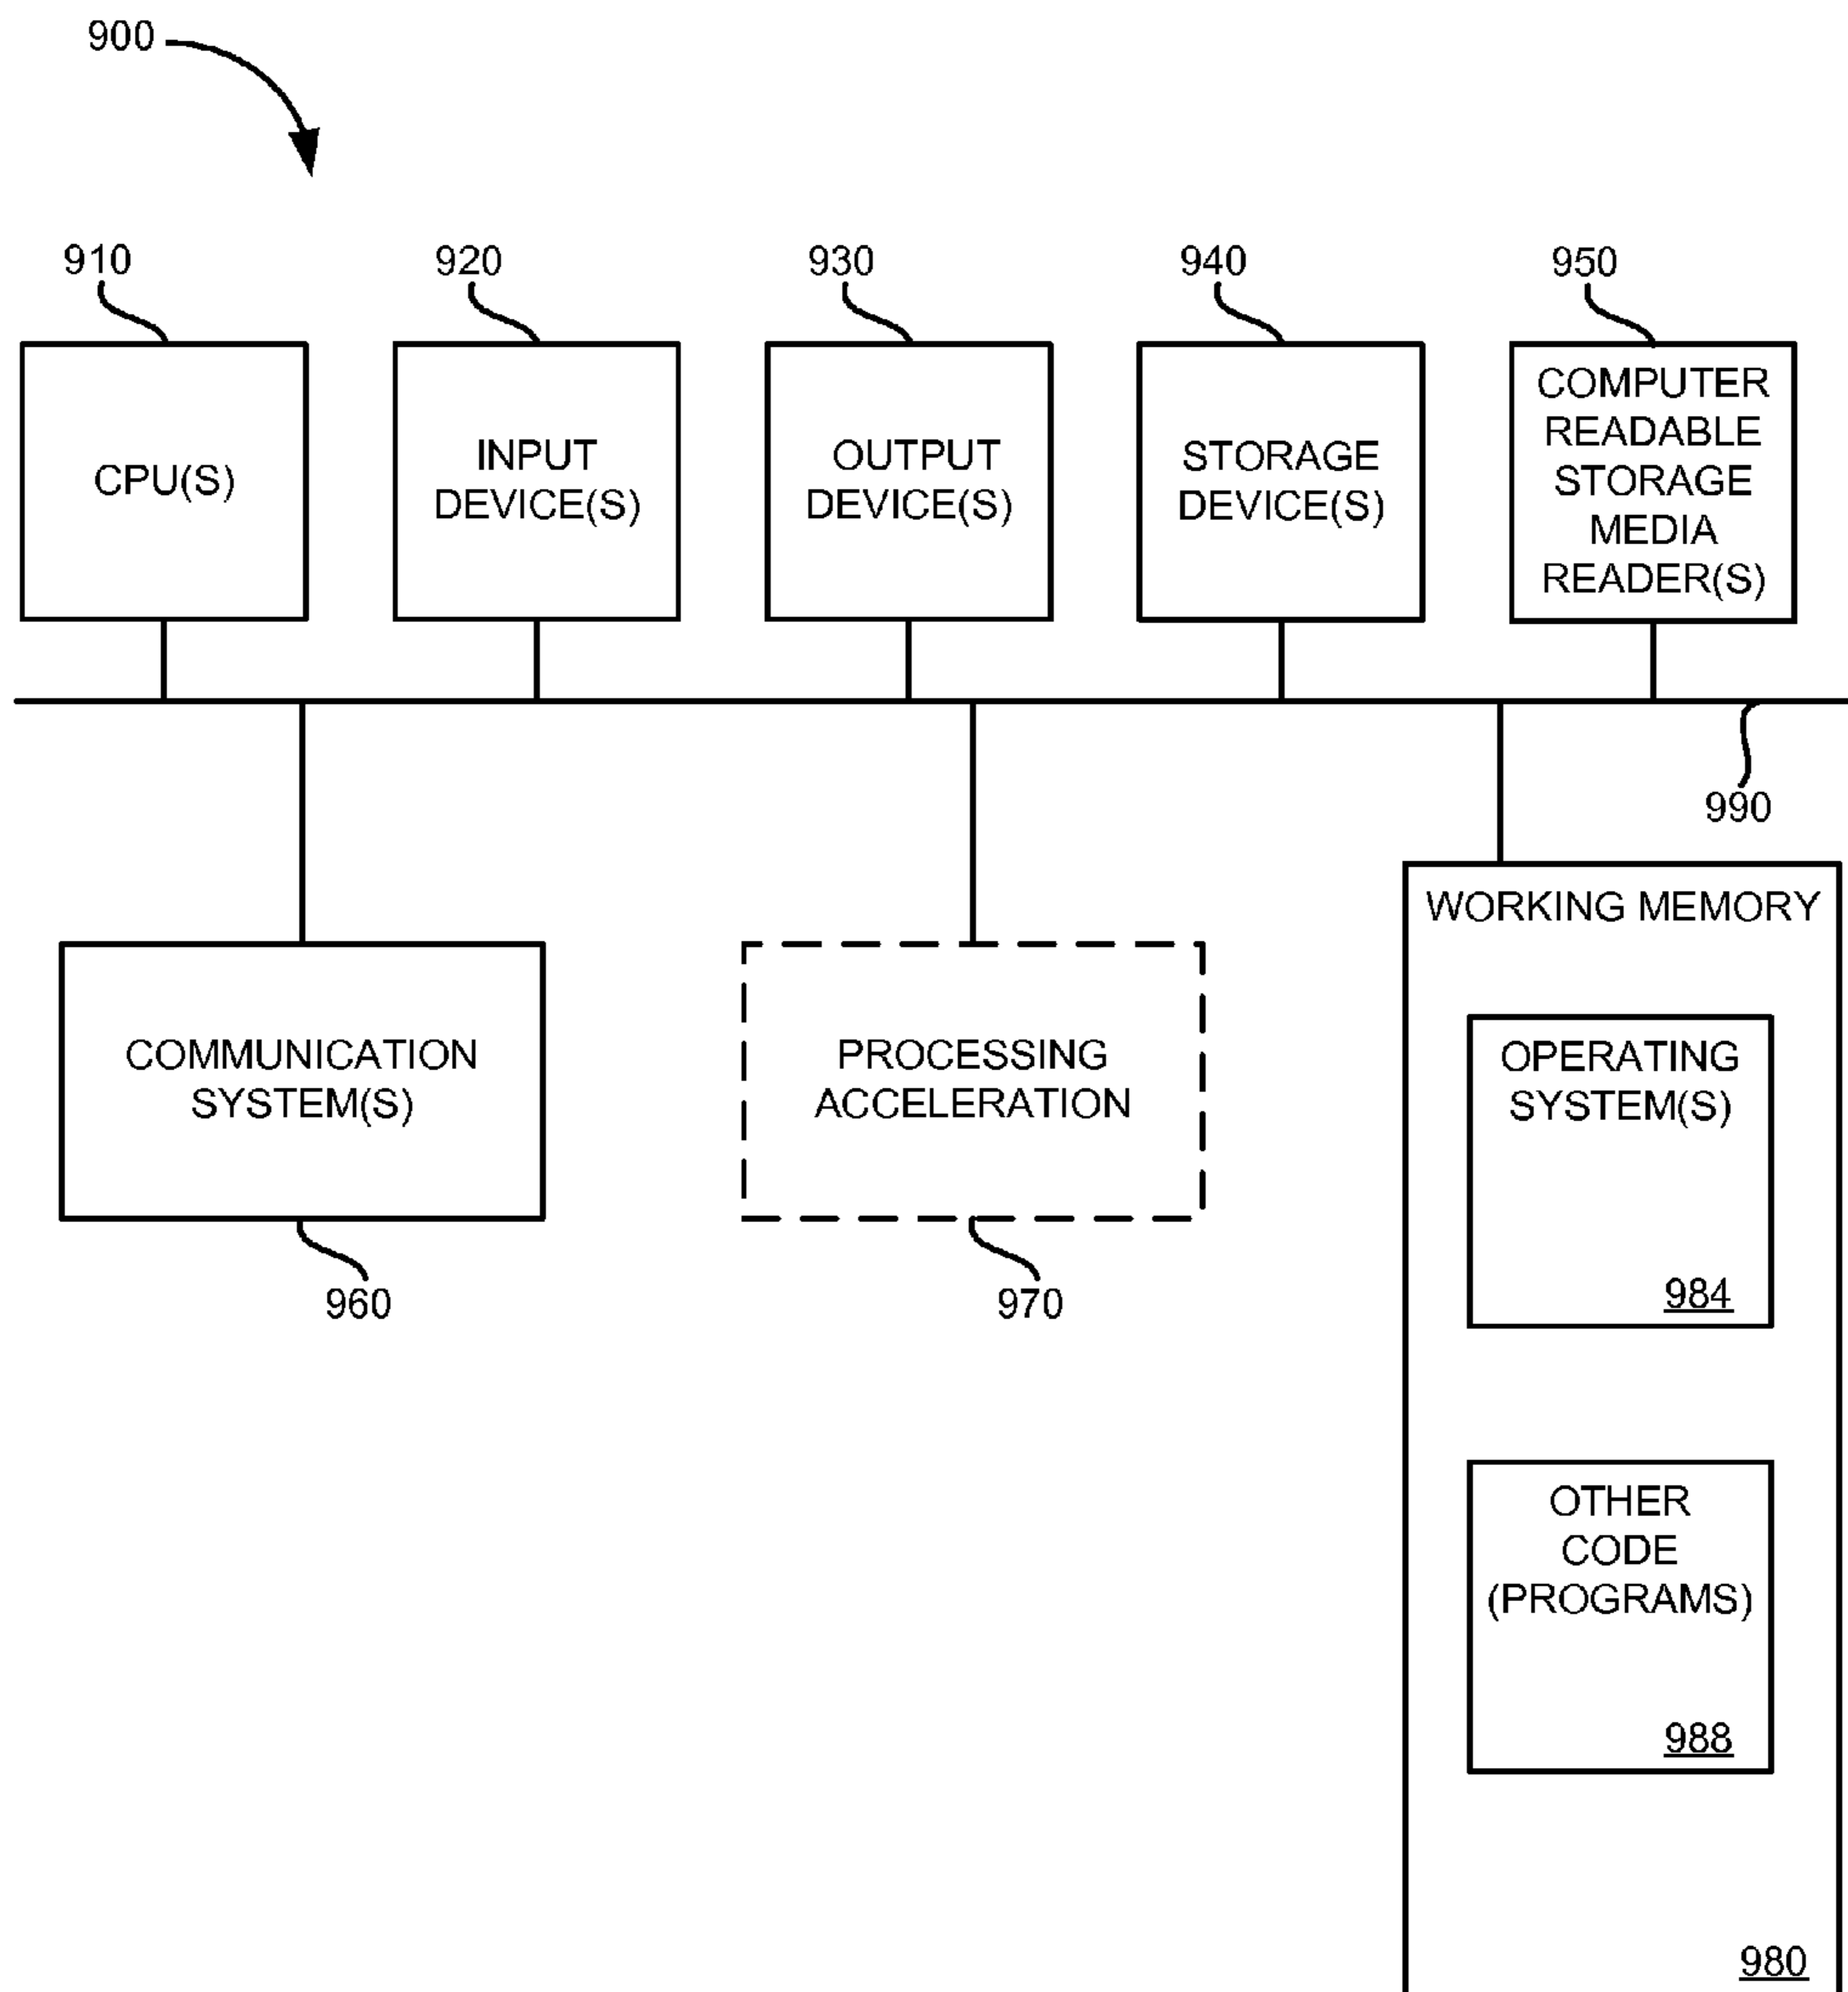 900
910
920
930
940
950
CPU(S)
INPUT
DEVICE(S)
OUTPUT
DEVICE(S)
STORAGE
DEVICE(S)
COMPUTER
READABLE
STORAGE
MEDIA
READER(S)
990
COMMUNICATION
SYSTEM(S)
960
PROCESSING
ACCELERATION
970
WORKING MEMORY
OPERATING
SYSTEM(S)
984
OTHER
CODE
(PROGRAMS)
988
980